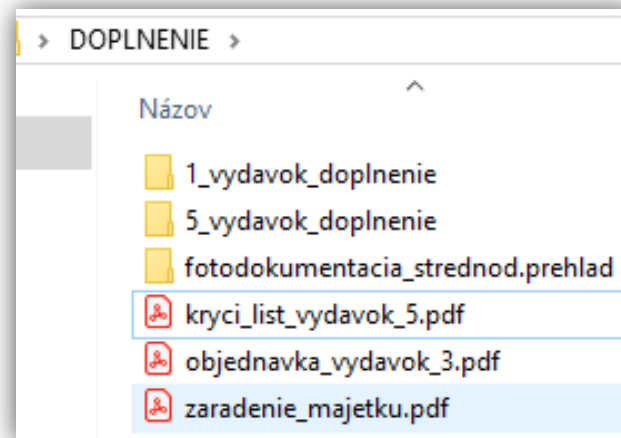 > DOPLNENIE >
Názov
1_vydavok_doplnenie
5_vydavok_doplnenie
fotodokumentacia_strednod.prehlad
kryci_list_vydavok_5.pdf
objednavka_vydavok_3.pdf
zaradenie_majetku.pdf